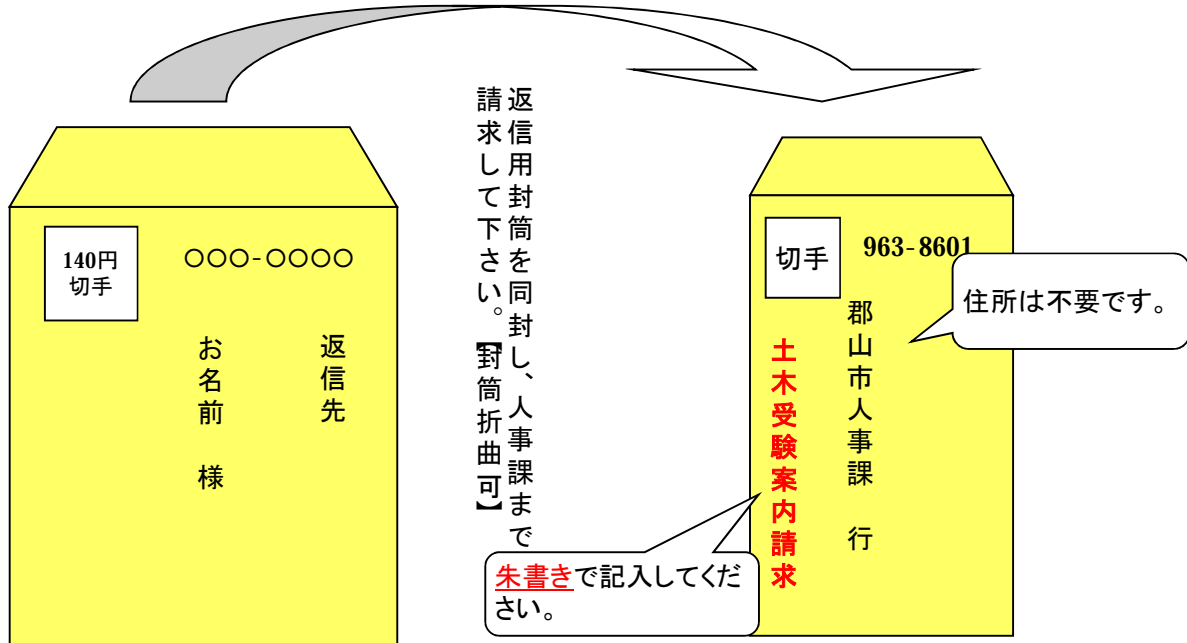 140円
切手
○○○-○○○○
返信先
お名前　様
返信用封筒を同封し、人事課まで
請求して下さい。【封筒折曲可】
切手
963-8601
郡山市人事課　行
土木受験案内請求
住所は不要です。
朱書きで記入してくだ
さい。